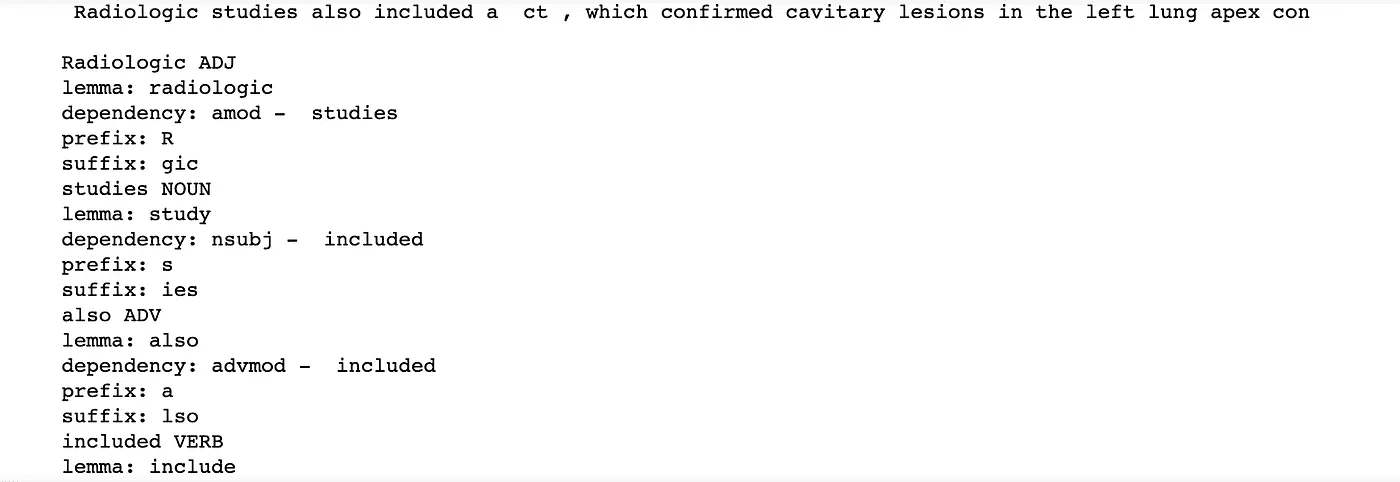 Radiologic studies also included a  ct , which confirmed cavitary lesions in the left lung apex con
Radiologic ADJ
lemma: radiologic
dependency: amod -  studies
prefix: R
suffix: gic
studies NOUN
lemma: study
dependency: nsubj -  included
prefix: s
suffix: ies
also ADV
lemma: also
dependency: advmod -  included
prefix: a
suffix: lso
included VERB
lemma: include